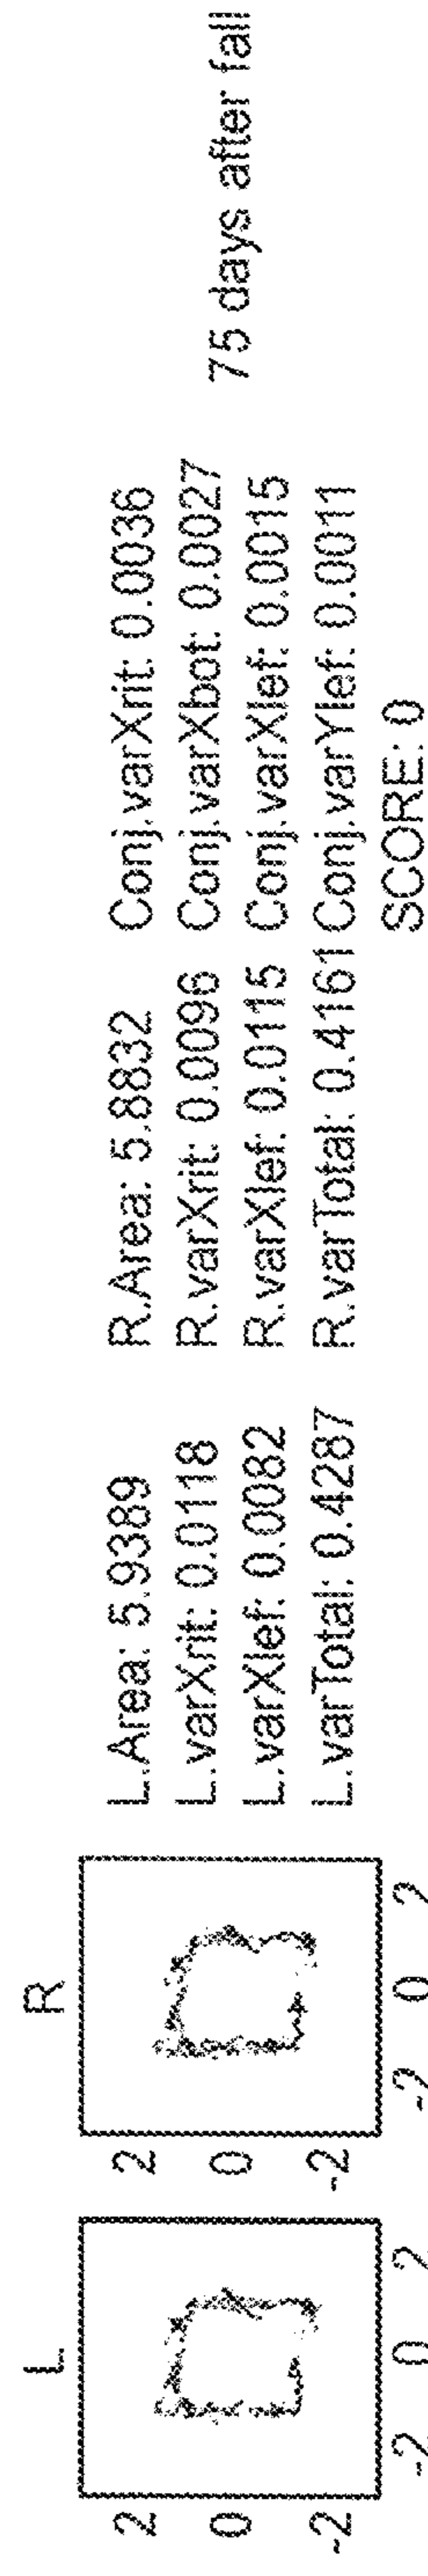 L
2
0
-2
-2 0 2
R
2
0
-2
-2 0 2
L.Area: 5.9389
L.varXrit: 0.0118
L.varXlef: 0.0082
L.varTotal: 0.4287
R.Area: 5.8832
R.varXrit: 0.0096
R.varXlef: 0.0115
R.varTotal: 0.4161
Conj.varXrit: 0.0036
Conj.varXbot: 0.0027
Conj.varXlef: 0.0015
Conj.varYlef: 0.0011
SCORE: 0
75 days after fall